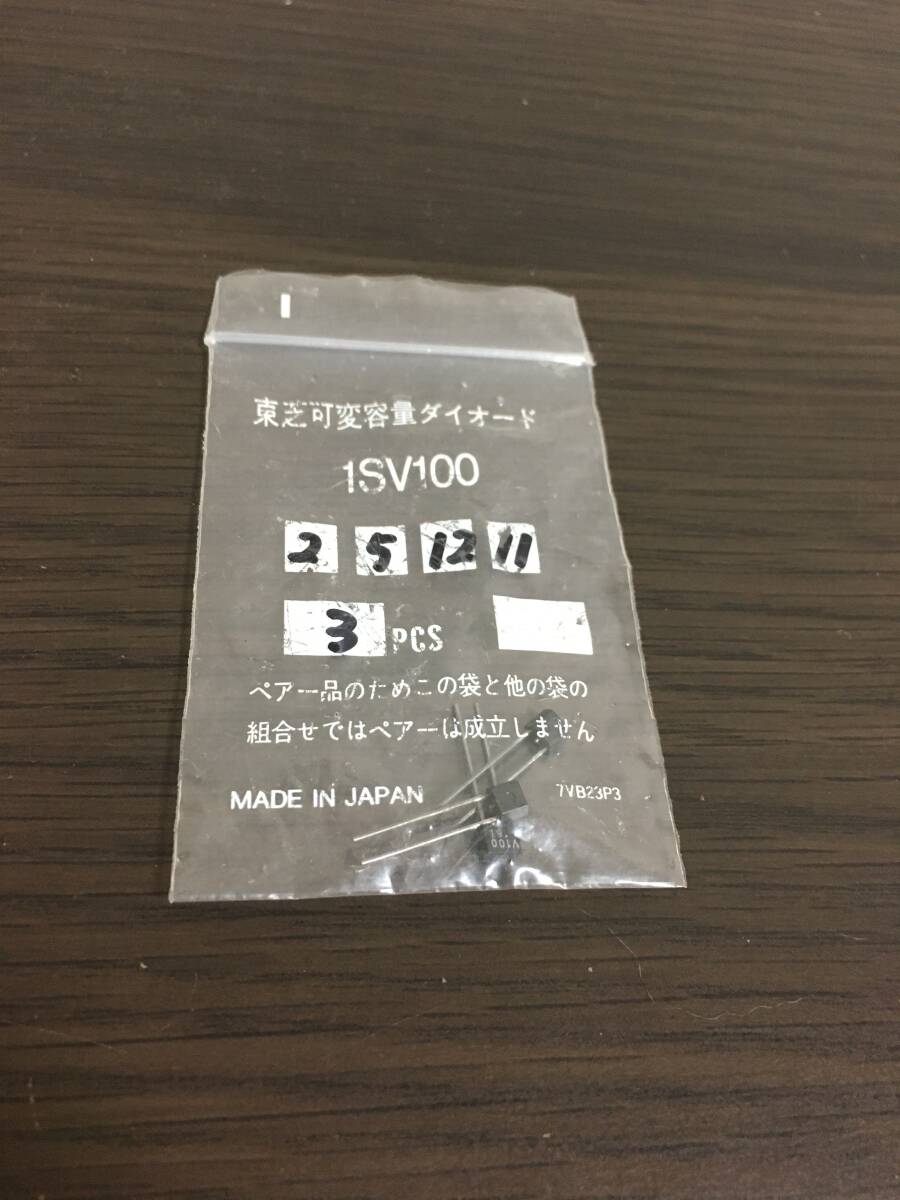 東芝可変容量ダイオード
1SV100
2 5 12 11
3 PCS
ペアー品のためこの袋と他の袋の
組合せではペアーは成立しません
MADE IN JAPAN 7VB23P3
V100